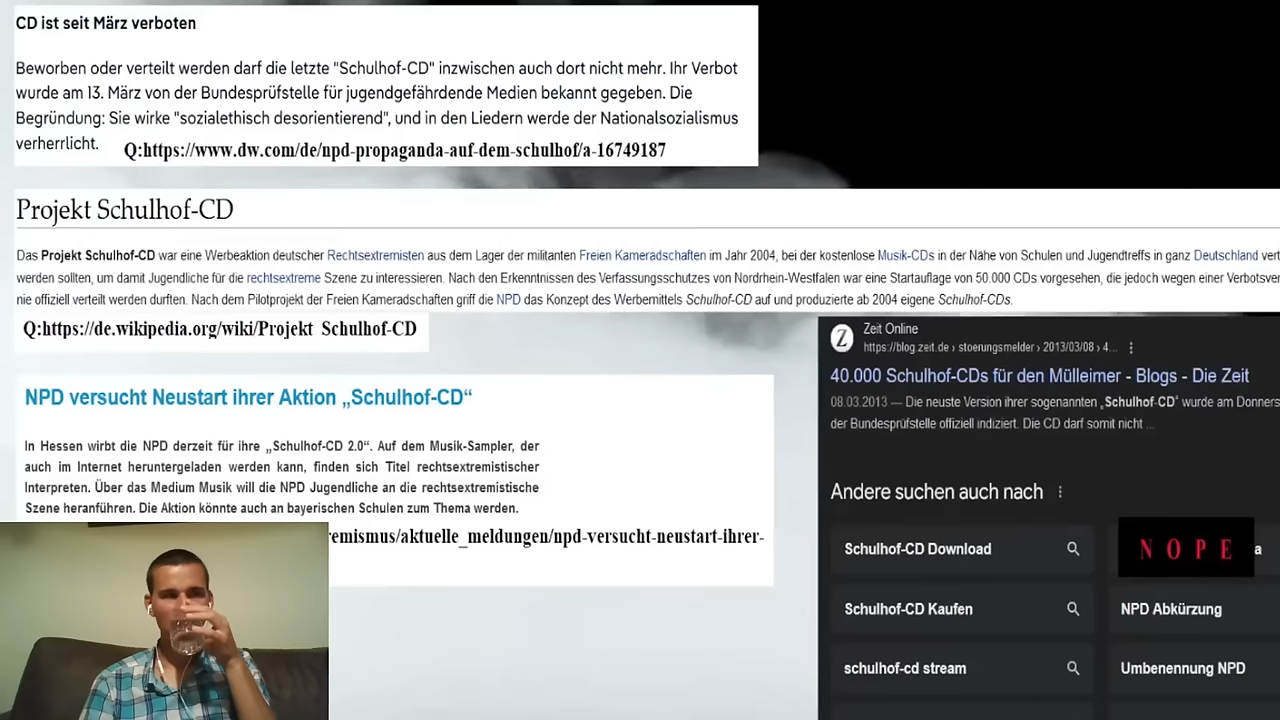 CD ist seit März verboten
Beworben oder verteilt werden darf die letzte "Schulhof-CD" inzwischen auch dort nicht mehr. Ihr Verbot
wurde am 13. März von der Bundesprüfstelle für jugendgefährdende Medien bekannt gegeben. Die
Begründung: Sie wirke "sozialethisch desorientierend", und in den Liedern werde der Nationalsozialismus
verherrlicht.
Q:https://www.dw.com/de/npd-propaganda-auf-dem-schulhof/a-16749187
Projekt Schulhof-CD
Das Projekt Schulhof-CD war eine Werbeaktion deutscher Rechtsextremisten aus dem Lager der militanten Freien Kameradschaften im Jahr 2004, bei der kostenlose Musik-CDs in der Nähe von Schulen und Jugendtreffs in ganz Deutschland vert
werden sollten, um damit Jugendliche für die rechtsextreme Szene zu interessieren. Nach den Erkenntnissen des Verfassungsschutzes von Nordrhein-Westfalen war eine Startauflage von 50.000 CDs vorgesehen, die jedoch wegen einer Verbotsve
nie offiziell verteilt werden durften. Nach dem Pilotprojekt der Freien Kameradschaften griff die NPD das Konzept des Werbemittels Schulhof-CD auf und produzierte ab 2004 eigene Schulhof-CDs.
Q:https://de.wikipedia.org/wiki/Projekt Schulhof-CD
NPD versucht Neustart ihrer Aktion „Schulhof-CD“
In Hessen wirbt die NPD derzeit für ihre „Schulhof-CD 2.0“. Auf dem Musik-Sampler, der
auch im Internet heruntergeladen werden kann, finden sich Titel rechtsextremistischer
Interpreten. Über das Medium Musik will die NPD Jugendliche an die rechtsextremistische
Szene heranführen. Die Aktion könnte auch an bayerischen Schulen zum Thema werden.
remismus/aktuelle_meldungen/npd-versucht-neustart-ihrer-
Z
Zeit Online
https://blog.zeit.de › stoerungsmelder › 2013/03/08 › 4...
40.000 Schulhof-CDs für den Mülleimer - Blogs - Die Zeit
08.03.2013 — Die neuste Version ihrer sogenannten „Schulhof-CD“ wurde am Donners
der Bundesprüfstelle offiziell indiziert. Die CD darf somit nicht ...
Andere suchen auch nach
Schulhof-CD Download
NOPE
a
Schulhof-CD Kaufen
NPD Abkürzung
schulhof-cd stream
Umbenennung NPD